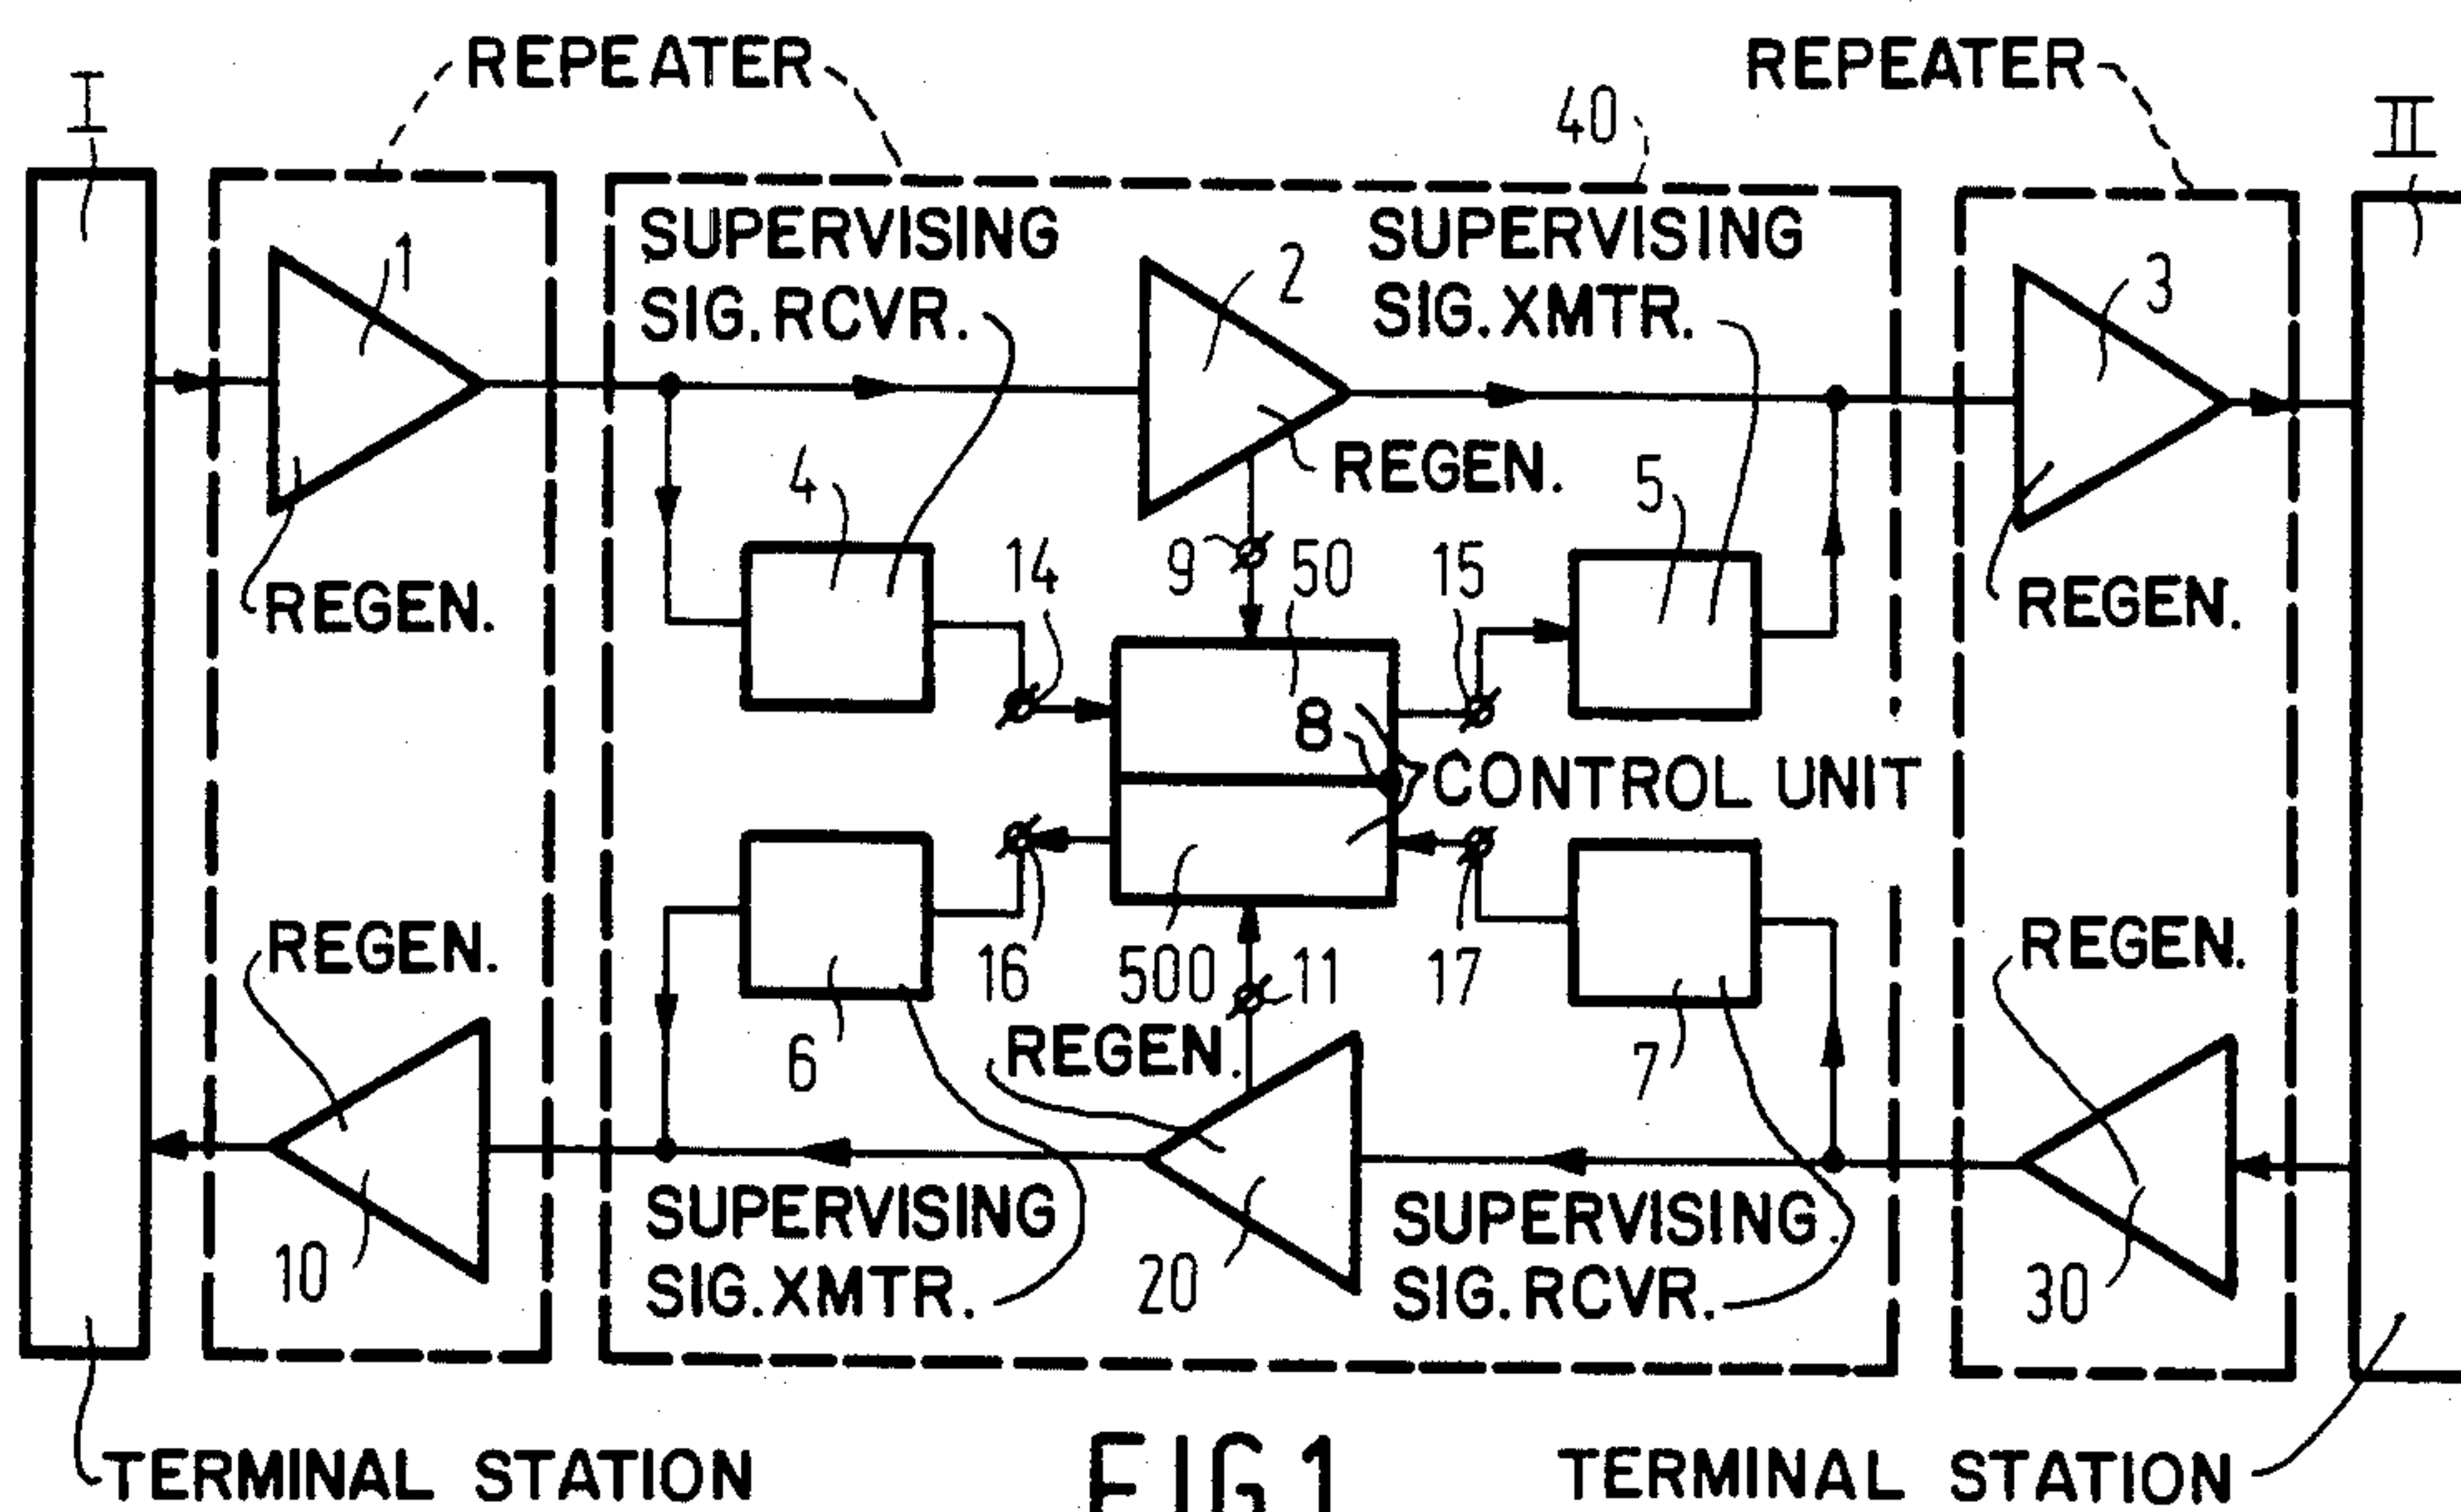 I
REPEATER
40
REPEATER
II
SUPERVISING
SIG. RCVR.
SUPERVISING
SIG. XMTR.
1
2
3
REGEN.
4
5
14
9
50
15
REGEN.
REGEN.
8
CONTROL UNIT
REGEN.
16
500
11
17
REGEN.
6
REGEN.
7
10
SUPERVISING
SIG. XMTR.
20
SUPERVISING
SIG. RCVR.
30
TERMINAL STATION
FIG.1
TERMINAL STATION